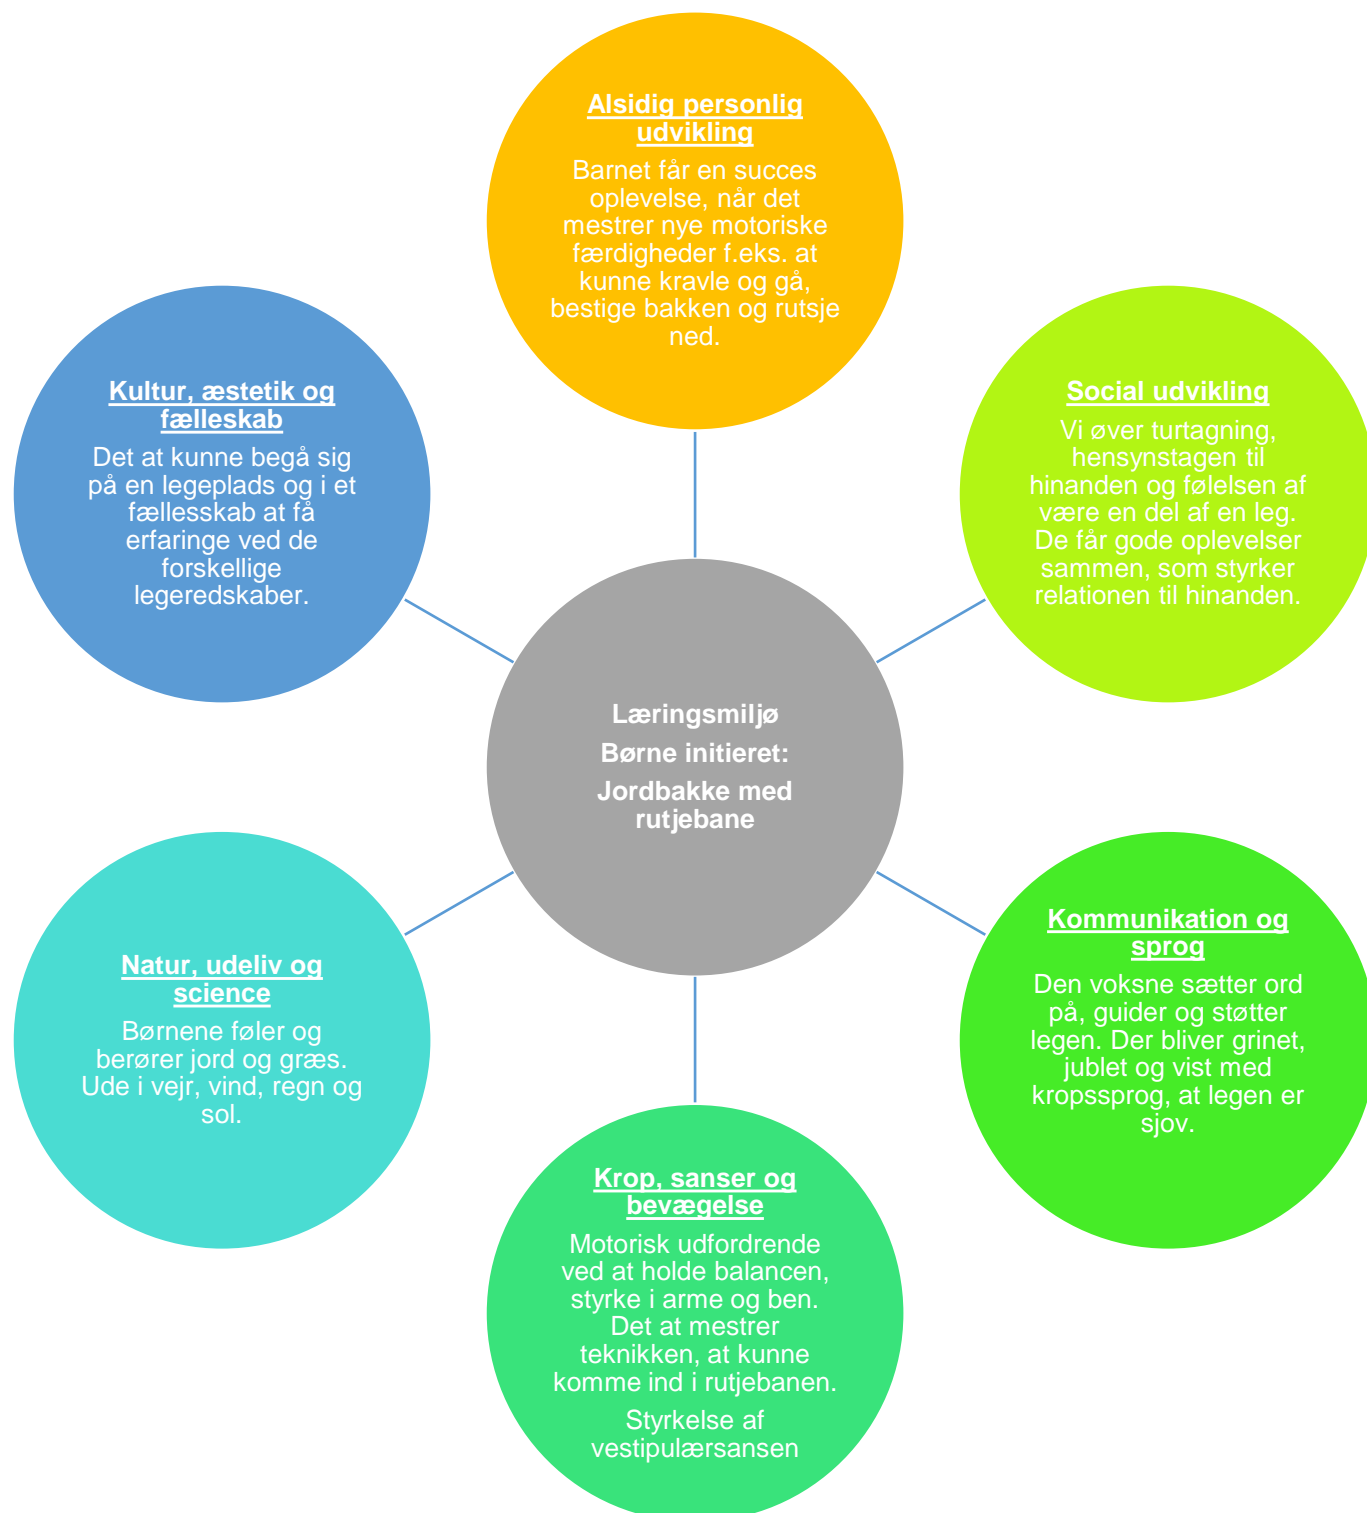 Alsidig personlig
udvikling
Barnet får en succes
oplevelse, når det
mestrer nye motoriske
færdigheder f.eks. at
kunne kravle og gå,
bestige bakken og rutsje
ned.
Social udvikling
Vi øver turtagning,
hensynstagen til
hinanden og følelsen af
være en del af en leg.
De får gode oplevelser
sammen, som styrker
relationen til hinanden.
Kommunikation og
sprog
Den voksne sætter ord
på, guider og støtter
legen. Der bliver grinet,
jublet og vist med
kropssprog, at legen er
sjov.
Krop, sanser og
bevægelse
Motorisk udfordrende
ved at holde balancen,
styrke i arme og ben.
Det at mestrer
teknikken, at kunne
komme ind i rutjebanen.
Styrkelse af
vestipulærsansen
Natur, udeliv og
science
Børnene føler og
berører jord og græs.
Ude i vejr, vind, regn og
sol.
Kultur, æstetik og
fælleskab
Det at kunne begå sig
på en legeplads og i et
fællesskab at få
erfaringe ved de
forskellige
legeredskaber.
Læringsmiljø
Børne initieret:
Jordbakke med
rutjebane